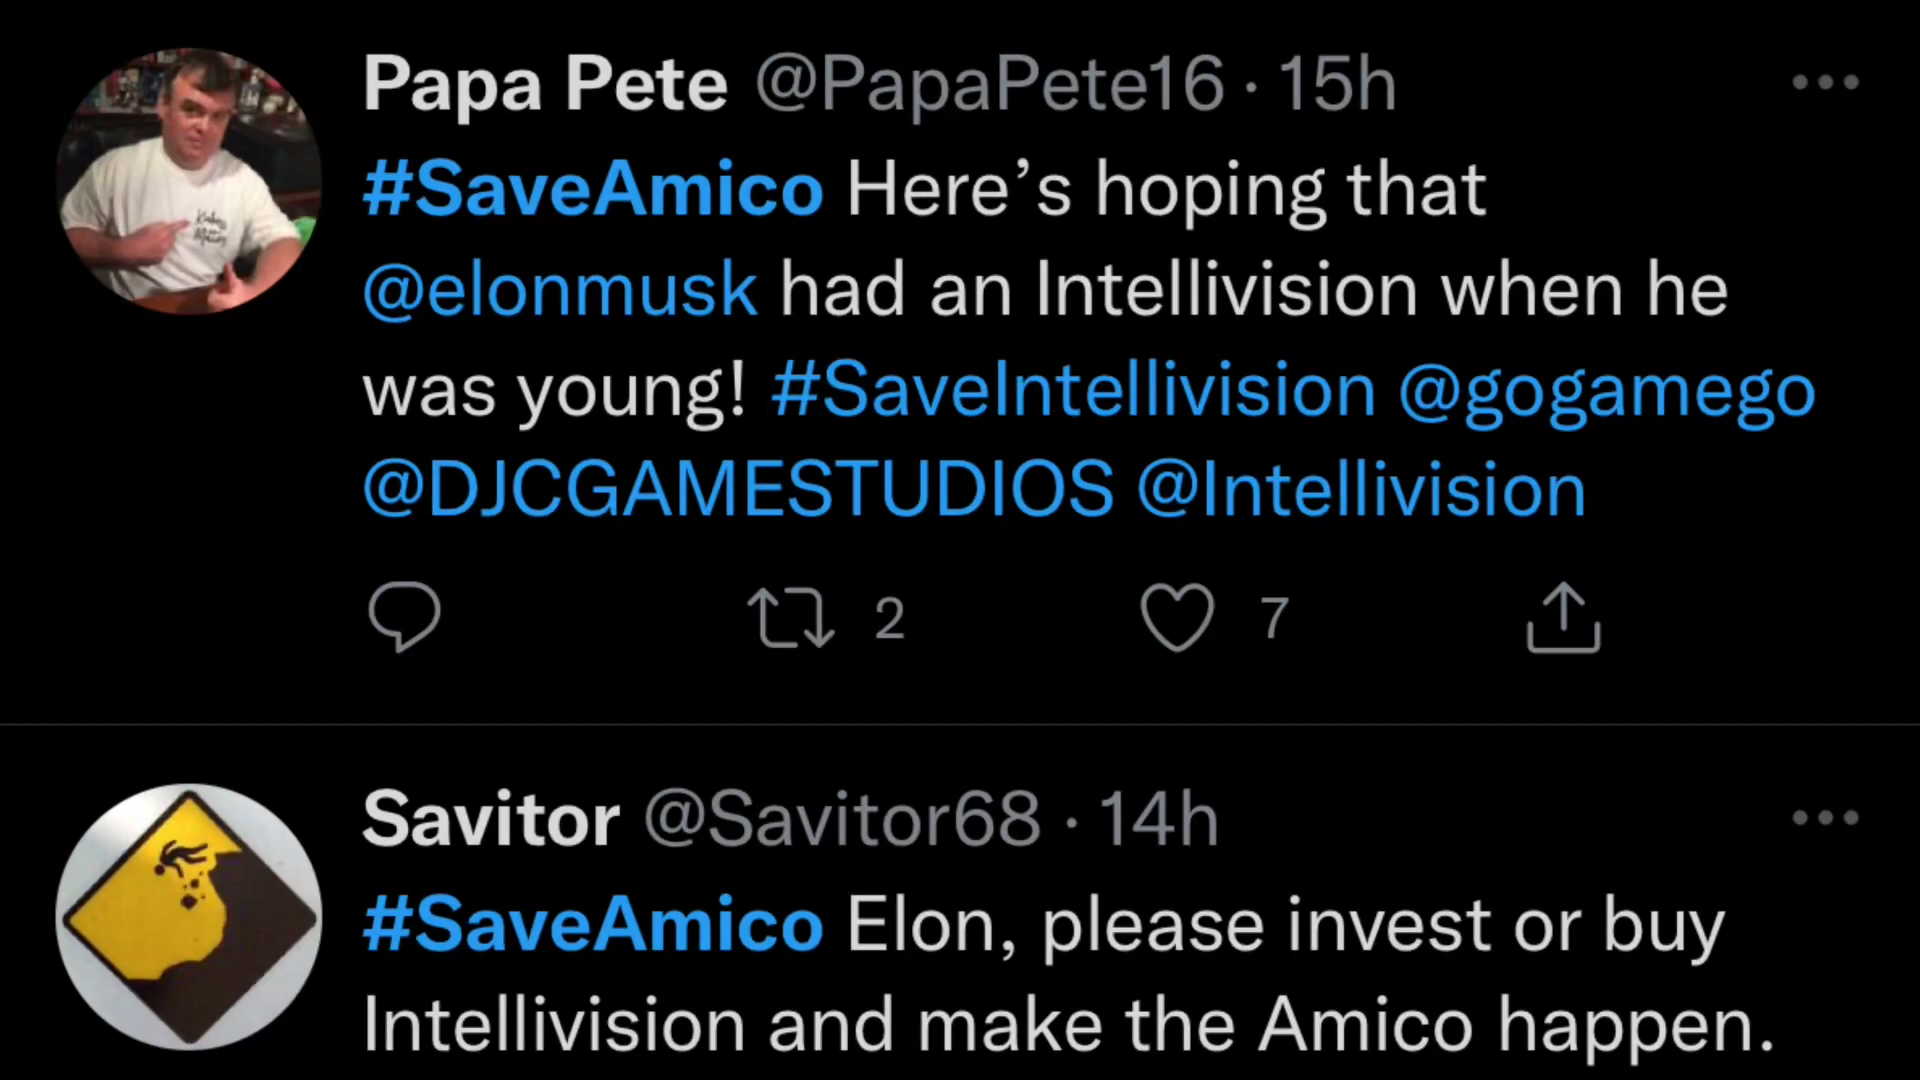 Papa Pete @PapaPete16 · 15h
#SaveAmico Here’s hoping that
@elonmusk had an Intellivision when he
was young! #SaveIntellivision @gogamego
@DJCGAMESTUDIOS @Intellivision
2 7
Savitor @Savitor68 · 14h
#SaveAmico Elon, please invest or buy
Intellivision and make the Amico happen.